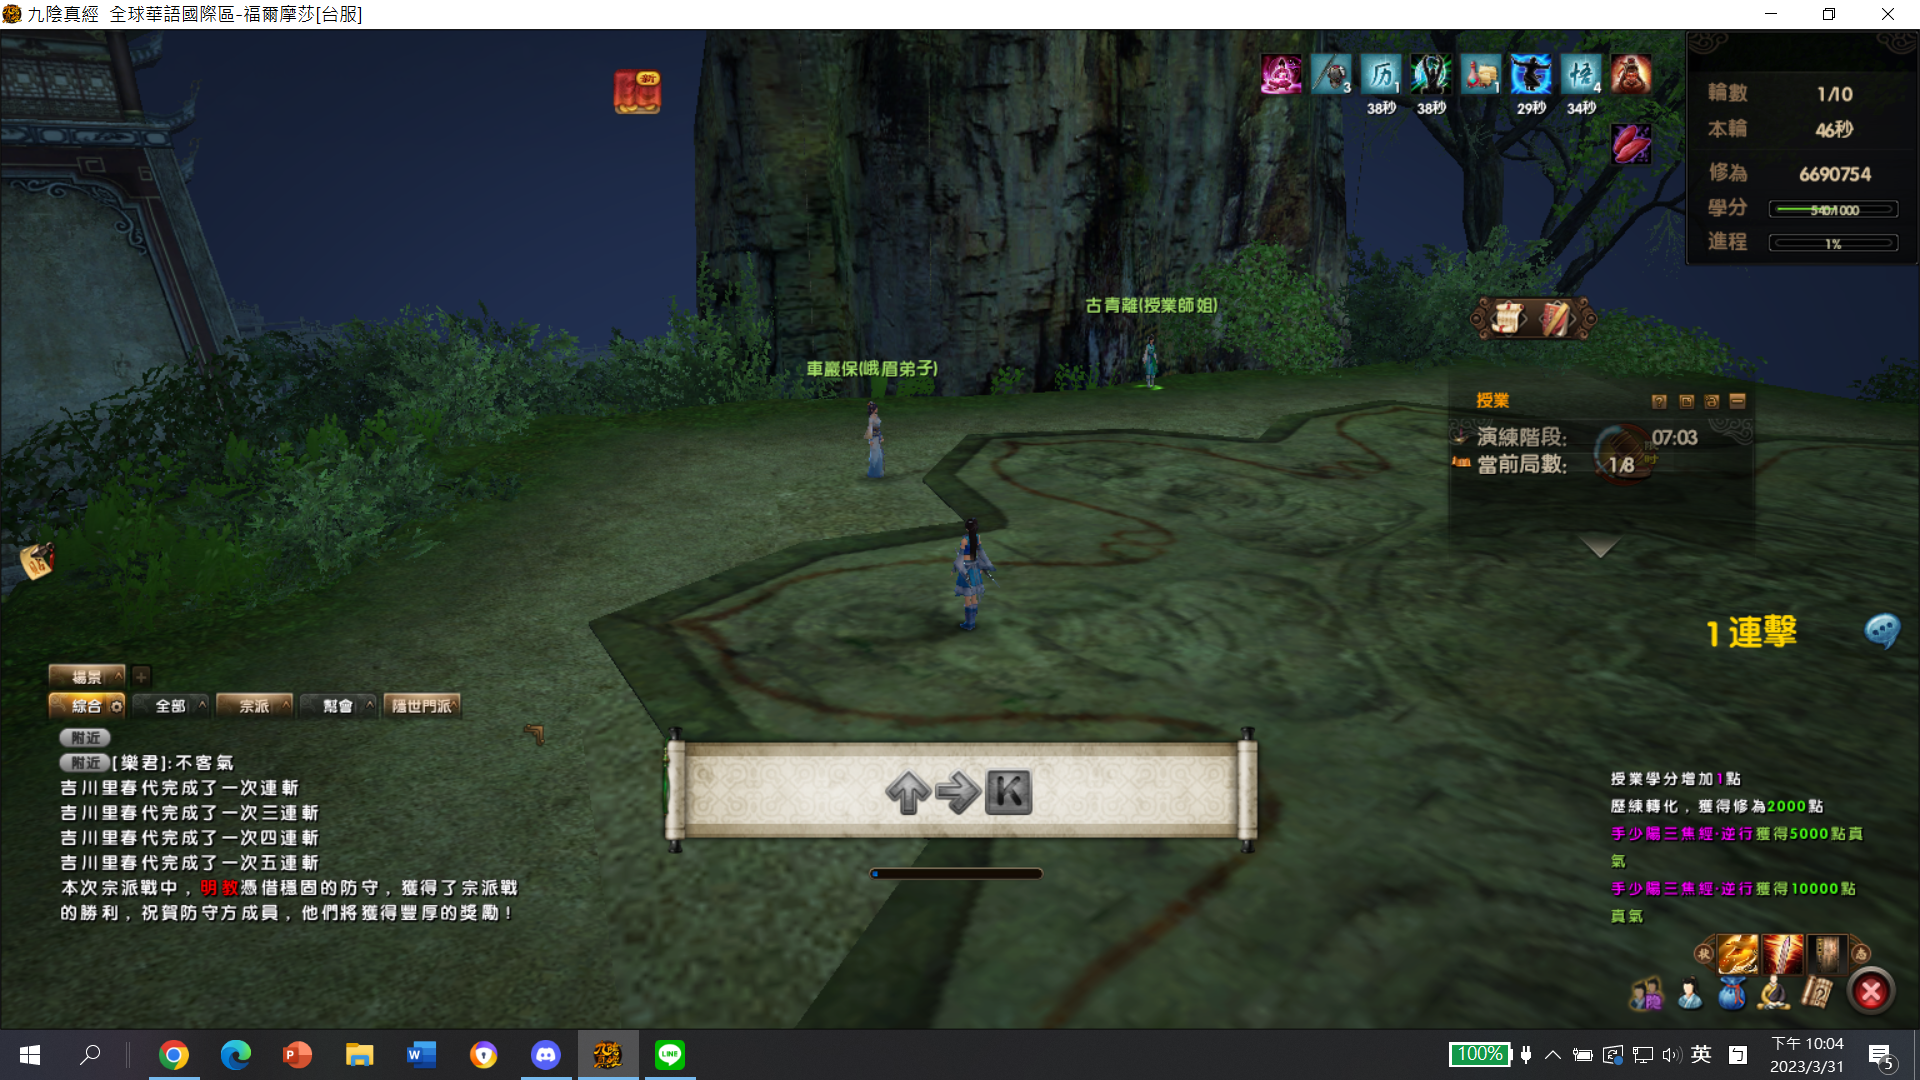 九陰真經 全球華語國際區-福爾摩莎[台服]
新
3
历1
1
悟4
38秒
38秒
29秒
34秒
輪數 1/10
本輪 46秒
修為 6690754
學分 540/1000
進程 1%
古青離(授業師姐)
車巖保(峨眉弟子)
授業
演練階段: 07:03
當前局數: 1/8
1 連擊
場景
綜合 全部 宗派 幫會 隱世門派
附近
附近 [樂君]:不客氣
吉川里春代完成了一次連斬
吉川里春代完成了一次三連斬
吉川里春代完成了一次四連斬
吉川里春代完成了一次五連斬
本次宗派戰中，明教憑借穩固的防守，獲得了宗派戰
的勝利，祝賀防守方成員，他們將獲得豐厚的獎勵！
K
授業學分增加1點
歷練轉化，獲得修為2000點
手少陽三焦經·逆行獲得5000點真
氣
手少陽三焦經·逆行獲得10000點
真氣
100%
英
下午 10:04
2023/3/31
5